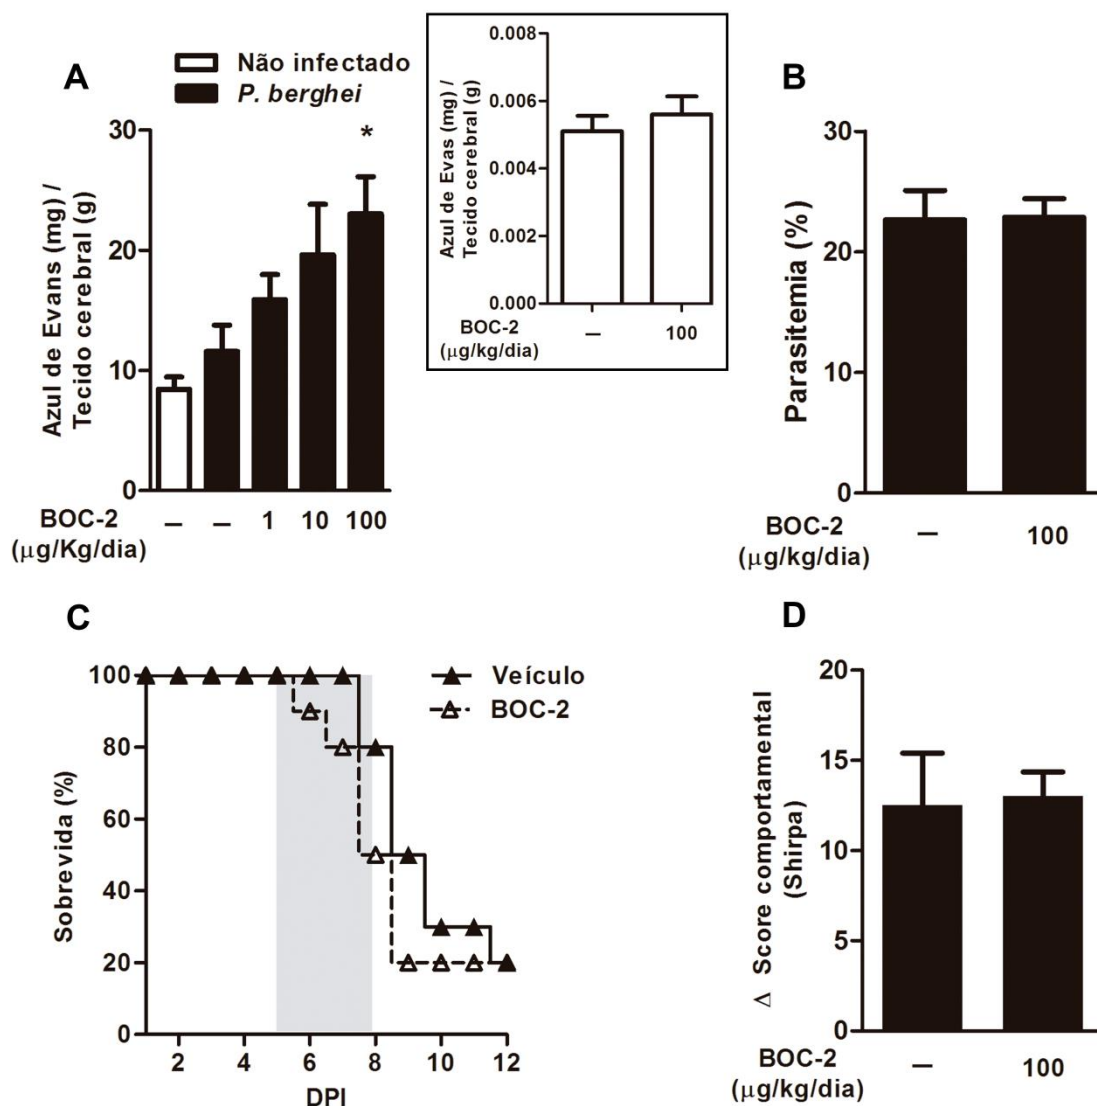 A
Não infectado
P. berghei
30
*
20
10
0
Azul de Evans (mg) /
Tecido cerebral (g)
BOC-2
(μg/Kg/dia)
– – 1 10 100
0.008
0.006
0.004
0.002
0.000
Azul de Evas (mg) /
Tecido cerebral (g)
BOC-2
(μg/kg/dia)
– 100
B
30
20
10
0
Parasitemia (%)
BOC-2
(μg/kg/dia)
– 100
C
100
80
60
40
20
0
Sobrevida (%)
Veículo
BOC-2
2 4 6 8 10 12
DPI
D
20
15
10
5
0
Δ Score comportamental
(Shirpa)
BOC-2
(μg/kg/dia)
– 100